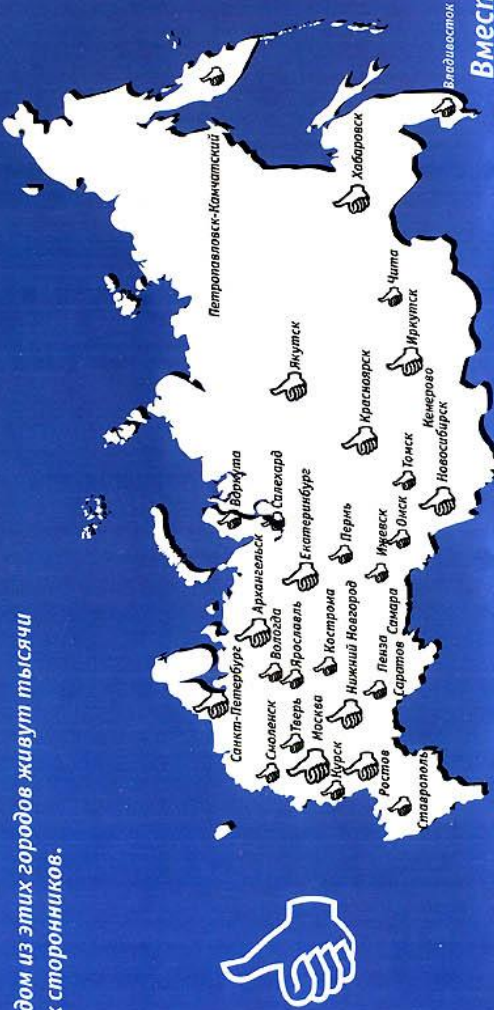 дом из этих городов живут тысячи
х сторонников.
Санкт-Петербург
Архангельск
Воркута
Салехард
Смоленск
Вологда
Тверь
Ярославль
Москва
Екатеринбург
Якутск
Петропавловск-Камчатский
Курск
Кострома
Пермь
Нижний Новгород
Красноярск
Хабаровск
Ростов
Пенза
Самара
Саратов
Ижевск
Омск
Томск
Чита
Иркутск
Кемерово
Новосибирск
Ставрополь
Владивосток
Вмест